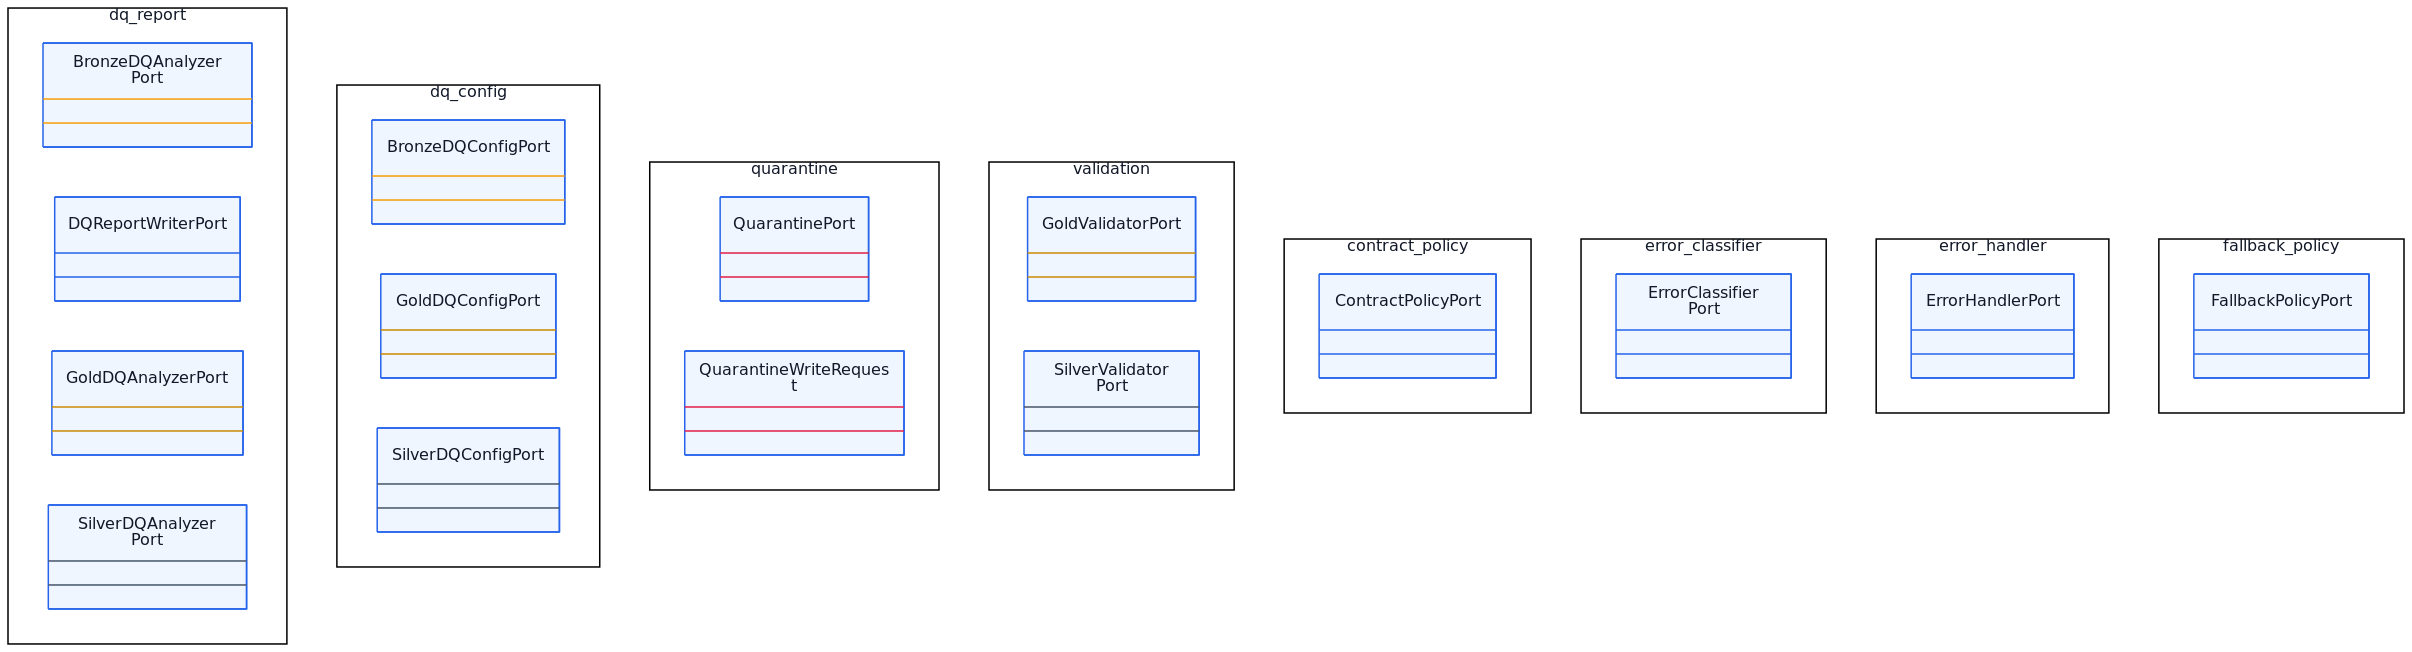 dq_report
BronzeDQAnalyzer
Port
DQReportWriterPort
GoldDQAnalyzerPort
SilverDQAnalyzer
Port
dq_config
BronzeDQConfigPort
GoldDQConfigPort
SilverDQConfigPort
quarantine
QuarantinePort
QuarantineWriteReques
t
validation
GoldValidatorPort
SilverValidator
Port
contract_policy
ContractPolicyPort
error_classifier
ErrorClassifier
Port
error_handler
ErrorHandlerPort
fallback_policy
FallbackPolicyPort